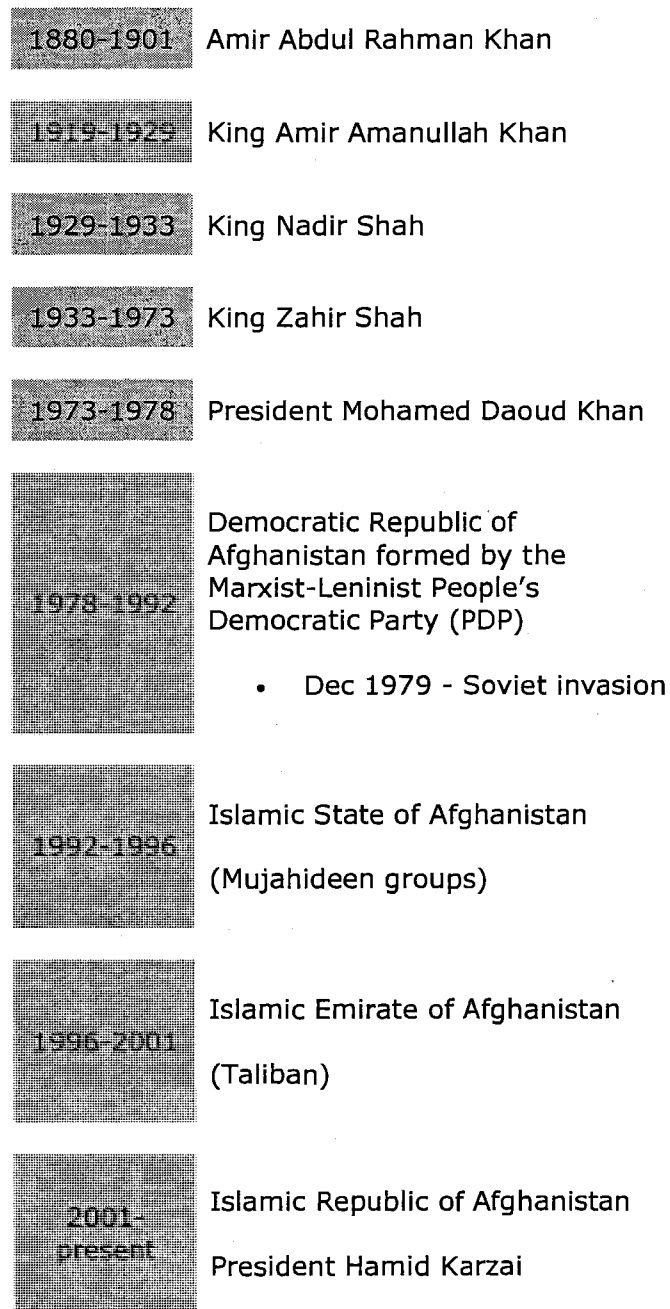 1880-1901 Amir Abdul Rahman Khan
1919-1929 King Amir Amanullah Khan
1929-1933 King Nadir Shah
1933-1973 King Zahir Shah
1973-1978 President Mohamed Daoud Khan
1978-1992
Democratic Republic of
Afghanistan formed by the
Marxist-Leninist People's
Democratic Party (PDP)
• Dec 1979 - Soviet invasion
1992-1996
Islamic State of Afghanistan
(Mujahideen groups)
1996-2001
Islamic Emirate of Afghanistan
(Taliban)
2001-
present
Islamic Republic of Afghanistan
President Hamid Karzai